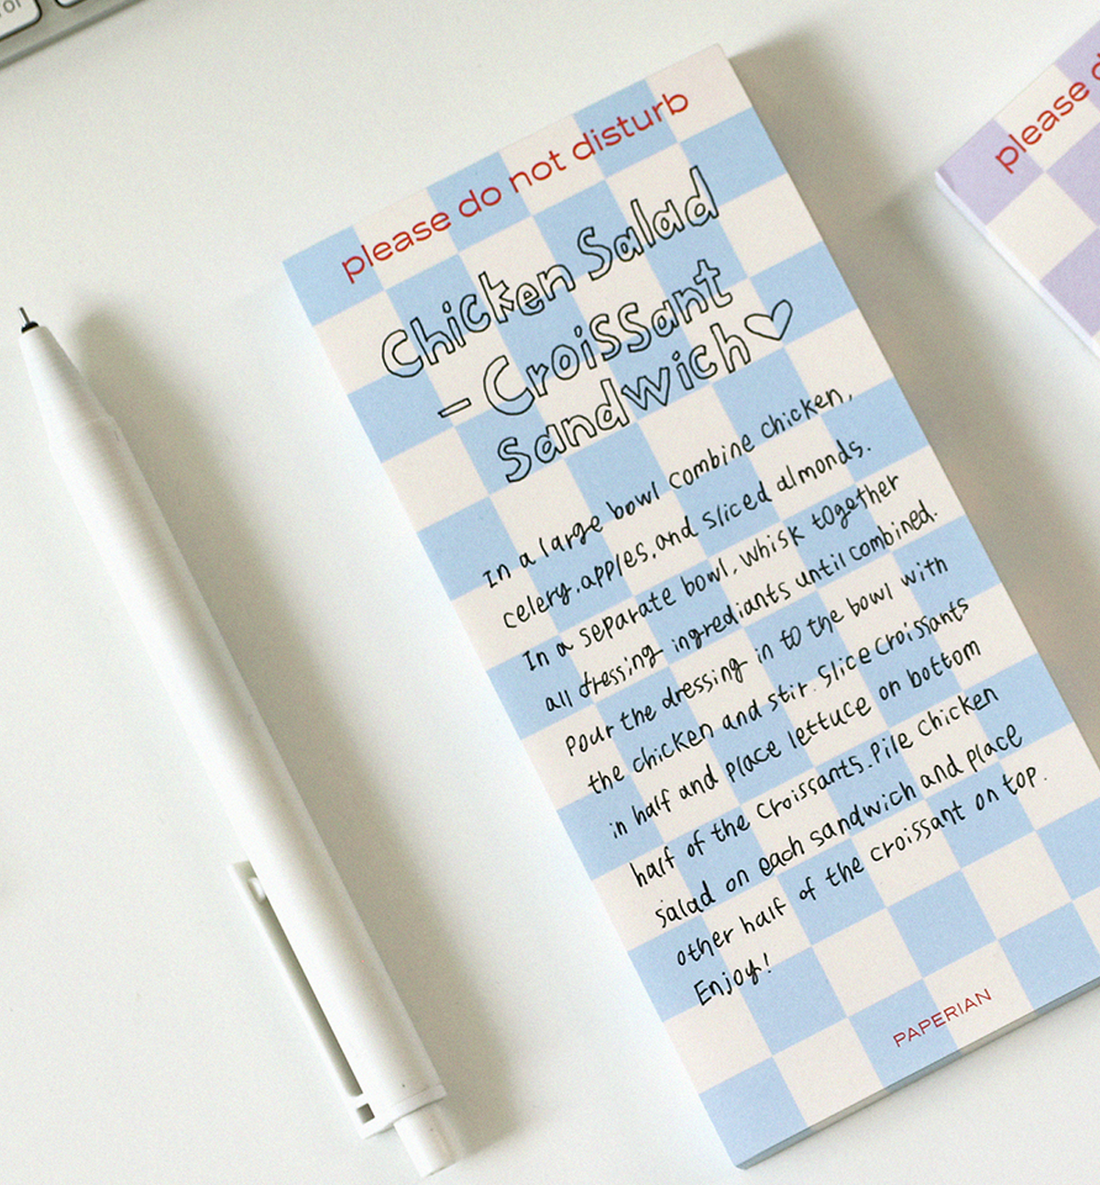 please do not disturb
Chicken Salad
- Croissant
Sandwich♡
In a large bowl combine chicken,
celery, apples, and sliced almonds.
In a separate bowl, whisk together
all dressing ingrediants until combined.
Pour the dressing in to the bowl with
the chicken and stir. Slice croissants
in half and place lettuce on bottom
half of the croissants. Pile chicken
salad on each sandwich and place
other half of the croissant on top.
Enjoy!
PAPERIAN
please d